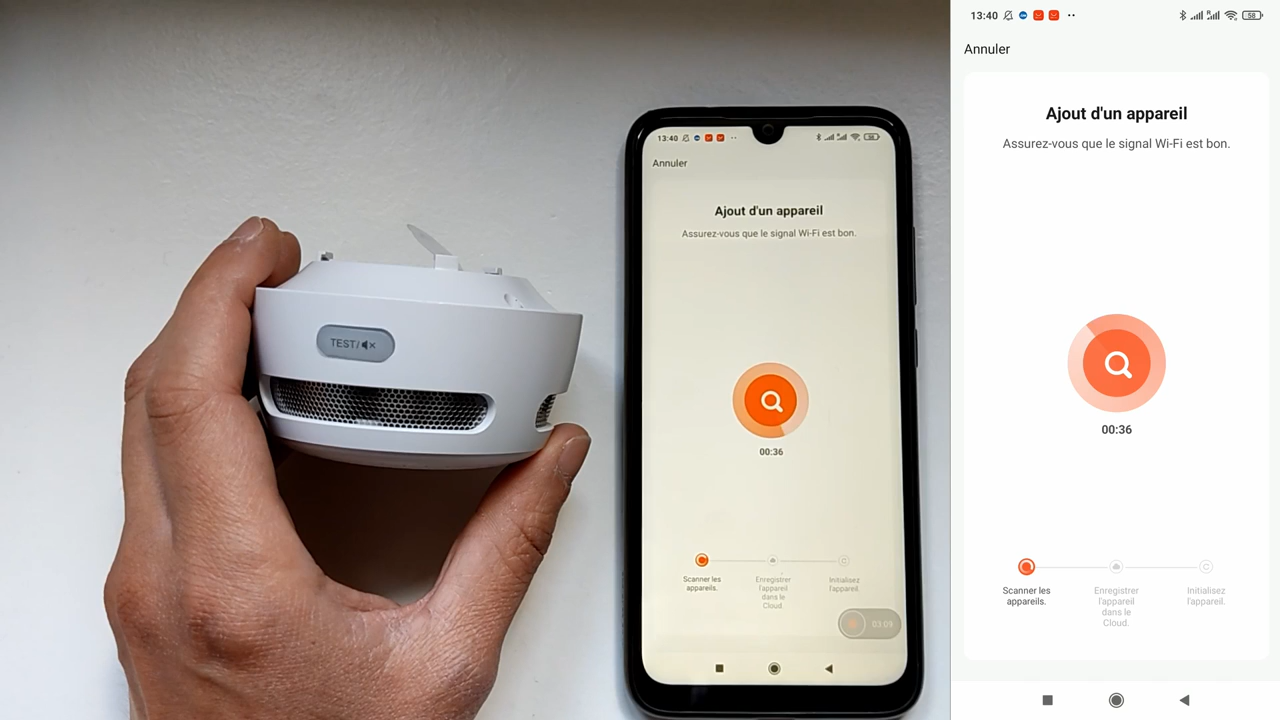 TEST/
13:40
Annuler
Ajout d'un appareil
Assurez-vous que le signal Wi-Fi est bon.
00:36
Scanner les
appareils.
Enregistrer
l'appareil
dans le
Cloud.
Initialisez
l'appareil.
03:09
13:40
58
Annuler
Ajout d'un appareil
Assurez-vous que le signal Wi-Fi est bon.
00:36
Scanner les
appareils.
Enregistrer
l'appareil
dans le
Cloud.
Initialisez
l'appareil.